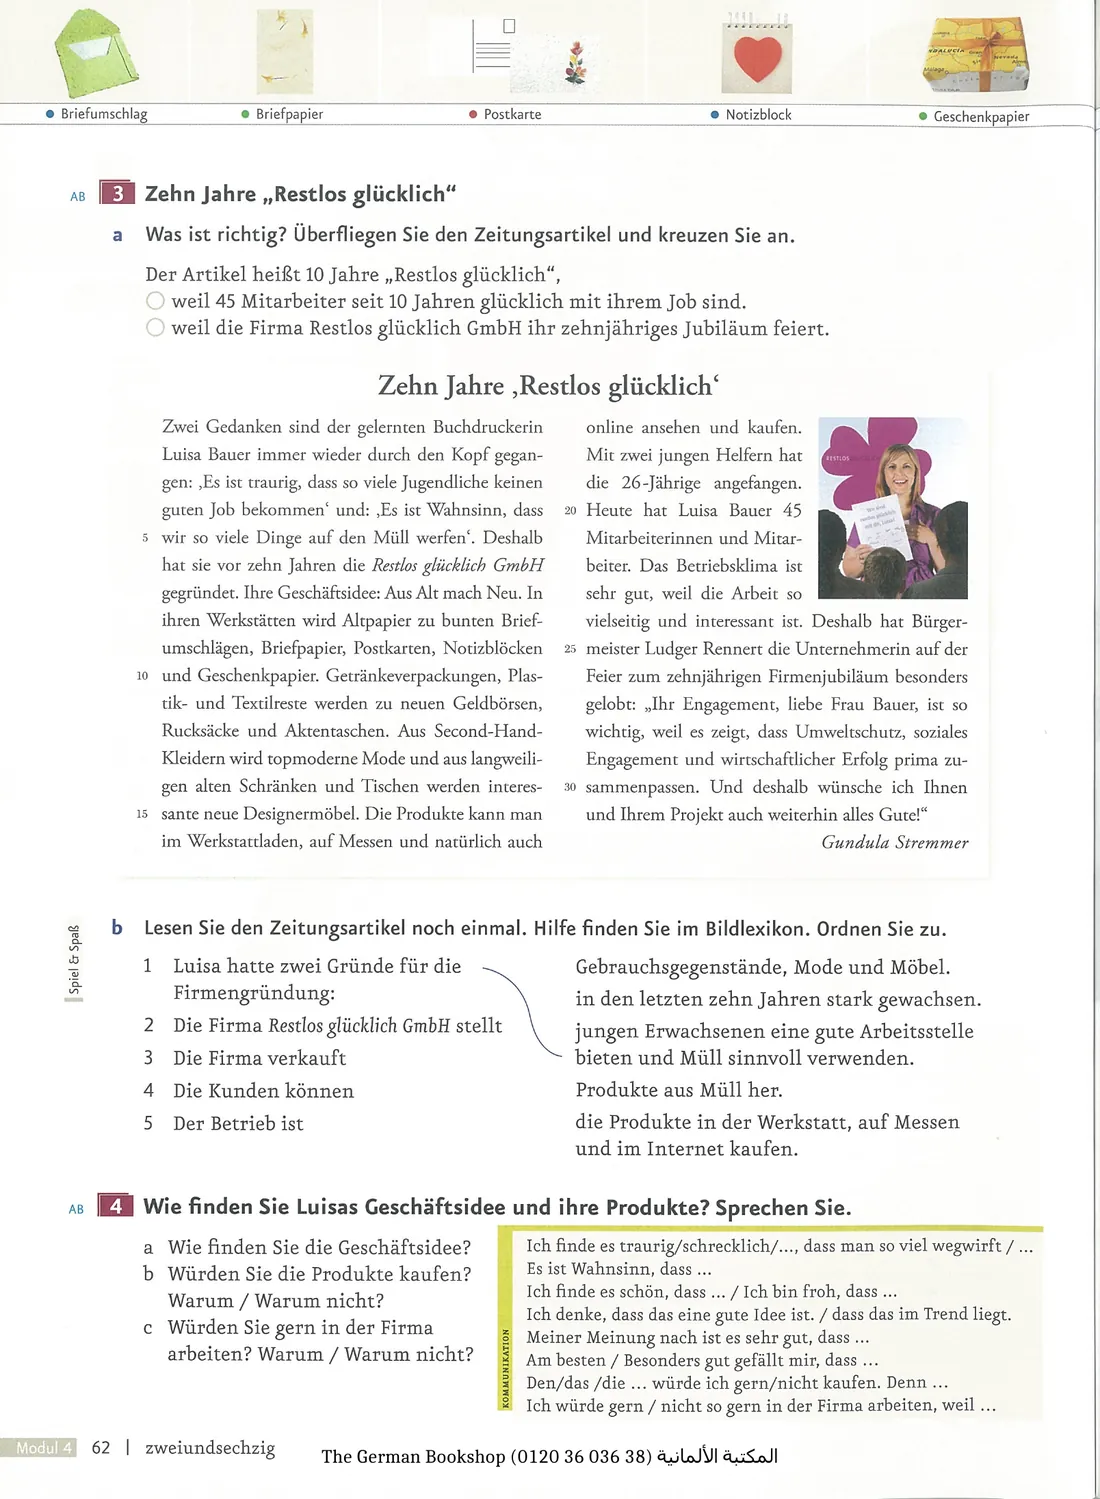 Briefumschlag
Briefpapier
Postkarte
Notizblock
Geschenkpapier
AB 3 Zehn Jahre „Restlos glücklich“
a Was ist richtig? Überfliegen Sie den Zeitungsartikel und kreuzen Sie an.
Der Artikel heißt 10 Jahre „Restlos glücklich“,
weil 45 Mitarbeiter seit 10 Jahren glücklich mit ihrem Job sind.
weil die Firma Restlos glücklich GmbH ihr zehnjähriges Jubiläum feiert.
Zehn Jahre ‚Restlos glücklich‘
Zwei Gedanken sind der gelernten Buchdruckerin
Luisa Bauer immer wieder durch den Kopf gegan-
gen: ‚Es ist traurig, dass so viele Jugendliche keinen
guten Job bekommen‘ und: ‚Es ist Wahnsinn, dass
5 wir so viele Dinge auf den Müll werfen‘. Deshalb
hat sie vor zehn Jahren die Restlos glücklich GmbH
gegründet. Ihre Geschäftsidee: Aus Alt mach Neu. In
ihren Werkstätten wird Altpapier zu bunten Brief-
umschlägen, Briefpapier, Postkarten, Notizblöcken
10 und Geschenkpapier. Getränkeverpackungen, Plas-
tik- und Textilreste werden zu neuen Geldbörsen,
Rucksäcke und Aktentaschen. Aus Second-Hand-
Kleidern wird topmoderne Mode und aus langweili-
gen alten Schränken und Tischen werden interes-
15 sante neue Designermöbel. Die Produkte kann man
im Werkstattladen, auf Messen und natürlich auch
online ansehen und kaufen.
Mit zwei jungen Helfern hat
die 26-Jährige angefangen.
20 Heute hat Luisa Bauer 45
Mitarbeiterinnen und Mitar-
beiter. Das Betriebsklima ist
sehr gut, weil die Arbeit so
vielseitig und interessant ist. Deshalb hat Bürger-
25 meister Ludger Rennert die Unternehmerin auf der
Feier zum zehnjährigen Firmenjubiläum besonders
gelobt: „Ihr Engagement, liebe Frau Bauer, ist so
wichtig, weil es zeigt, dass Umweltschutz, soziales
Engagement und wirtschaftlicher Erfolg prima zu-
30 sammenpassen. Und deshalb wünsche ich Ihnen
und Ihrem Projekt auch weiterhin alles Gute!“
Gundula Stremmer
RESTLOS
Spiel & Spaß
b Lesen Sie den Zeitungsartikel noch einmal. Hilfe finden Sie im Bildlexikon. Ordnen Sie zu.
1 Luisa hatte zwei Gründe für die
Firmengründung:
2 Die Firma Restlos glücklich GmbH stellt
3 Die Firma verkauft
4 Die Kunden können
5 Der Betrieb ist
Gebrauchsgegenstände, Mode und Möbel.
in den letzten zehn Jahren stark gewachsen.
jungen Erwachsenen eine gute Arbeitsstelle
bieten und Müll sinnvoll verwenden.
Produkte aus Müll her.
die Produkte in der Werkstatt, auf Messen
und im Internet kaufen.
AB 4 Wie finden Sie Luisas Geschäftsidee und ihre Produkte? Sprechen Sie.
a Wie finden Sie die Geschäftsidee?
b Würden Sie die Produkte kaufen?
Warum / Warum nicht?
c Würden Sie gern in der Firma
arbeiten? Warum / Warum nicht?
KOMMUNIKATION
Ich finde es traurig/schrecklich/..., dass man so viel wegwirft / ...
Es ist Wahnsinn, dass ...
Ich finde es schön, dass ... / Ich bin froh, dass ...
Ich denke, dass das eine gute Idee ist. / dass das im Trend liegt.
Meiner Meinung nach ist es sehr gut, dass ...
Am besten / Besonders gut gefällt mir, dass ...
Den/das /die ... würde ich gern/nicht kaufen. Denn ...
Ich würde gern / nicht so gern in der Firma arbeiten, weil ...
Modul 4 62 | zweiundsechzig
The German Bookshop (0120 36 036 38) المكتبة الألمانية